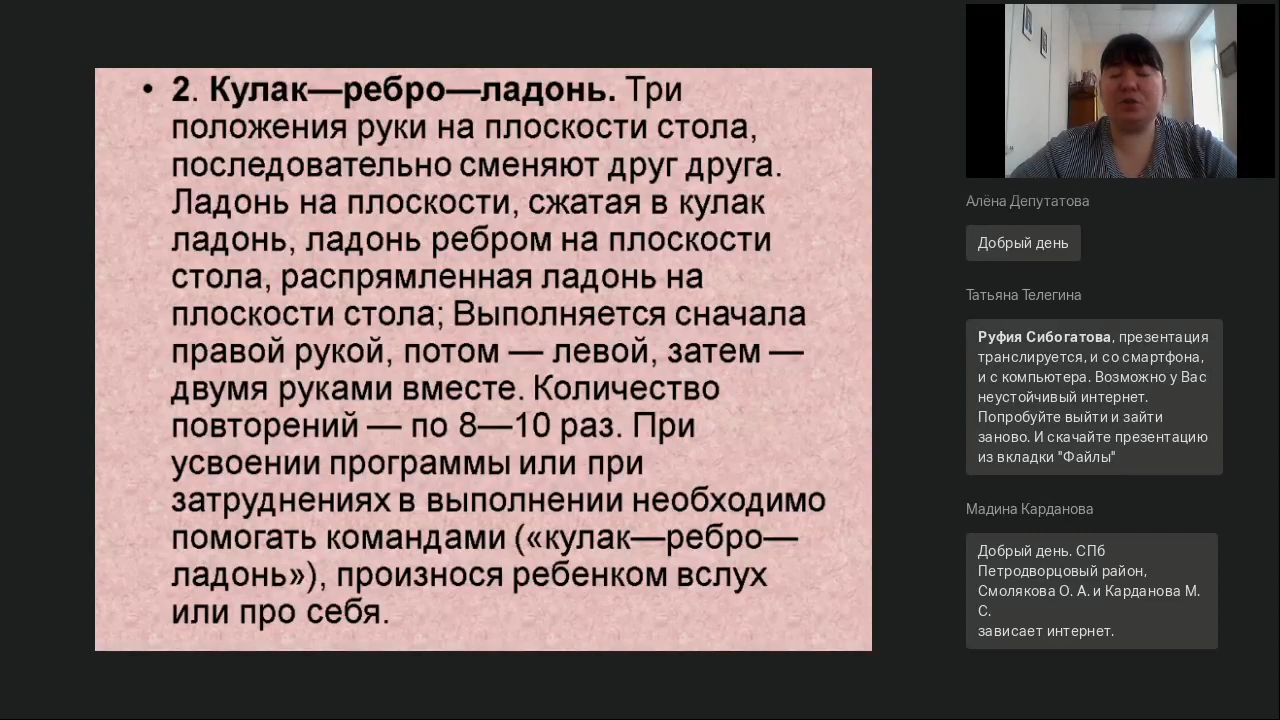 • 2. Кулак—ребро—ладонь. Три
положения руки на плоскости стола,
последовательно сменяют друг друга.
Ладонь на плоскости, сжатая в кулак
ладонь, ладонь ребром на плоскости
стола, распрямленная ладонь на
плоскости стола; Выполняется сначала
правой рукой, потом — левой, затем —
двумя руками вместе. Количество
повторений — по 8—10 раз. При
усвоении программы или при
затруднениях в выполнении необходимо
помогать командами («кулак—ребро—
ладонь»), произнося ребенком вслух
или про себя.
Алёна Депутатова
Добрый день
Татьяна Телегина
Руфия Сибогатова, презентация
транслируется, и со смартфона,
и с компьютера. Возможно у Вас
неустойчивый интернет.
Попробуйте выйти и зайти
заново. И скачайте презентацию
из вкладки "Файлы"
Мадина Карданова
Добрый день. СПб
Петродворцовый район,
Смолякова О. А. и Карданова М.
С.
зависает интернет.